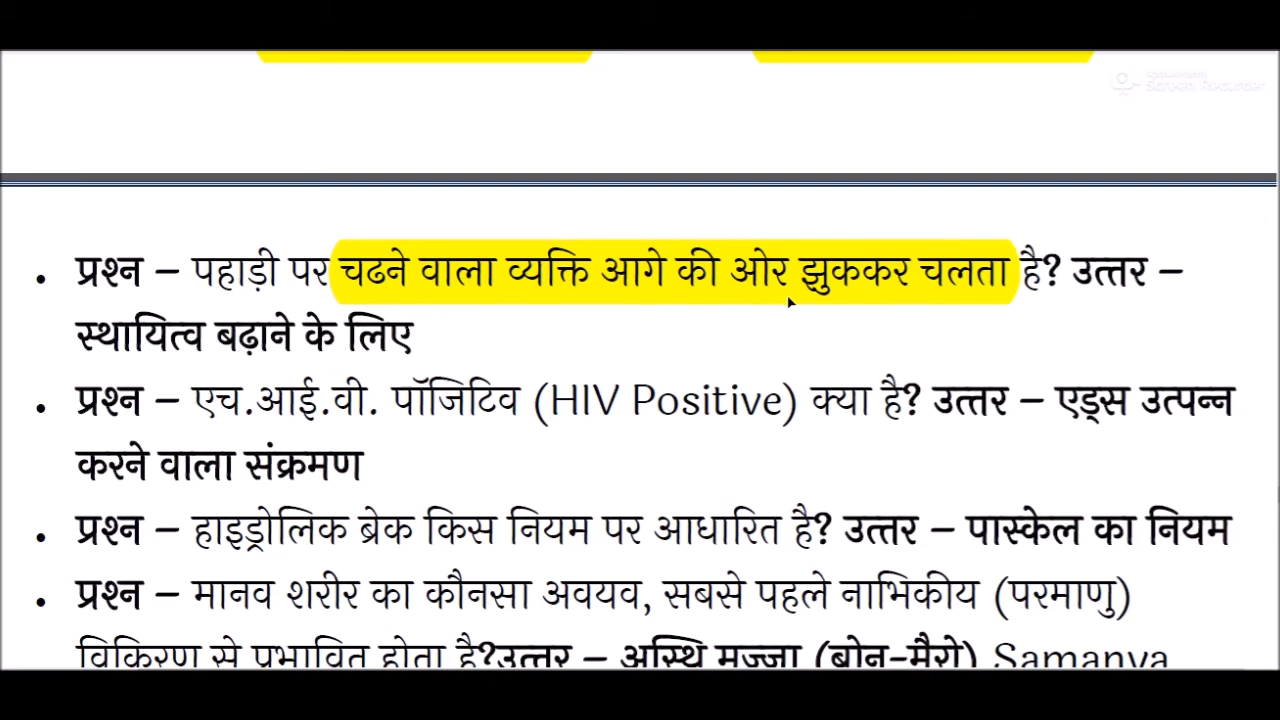 Screen Recorder
• प्रश्न – पहाड़ी पर चढने वाला व्यक्ति आगे की ओर झुककर चलता है? उत्तर –
स्थायित्व बढ़ाने के लिए
• प्रश्न – एच.आई.वी. पॉजिटिव (HIV Positive) क्या है? उत्तर – एड्स उत्पन्न
करने वाला संक्रमण
• प्रश्न – हाइड्रोलिक ब्रेक किस नियम पर आधारित है? उत्तर – पास्केल का नियम
• प्रश्न – मानव शरीर का कौनसा अवयव, सबसे पहले नाभिकीय (परमाणु)
विकिरण से प्रभावित होता है?उत्तर – अस्थि मज्जा (बोन-मैरो) Samanya